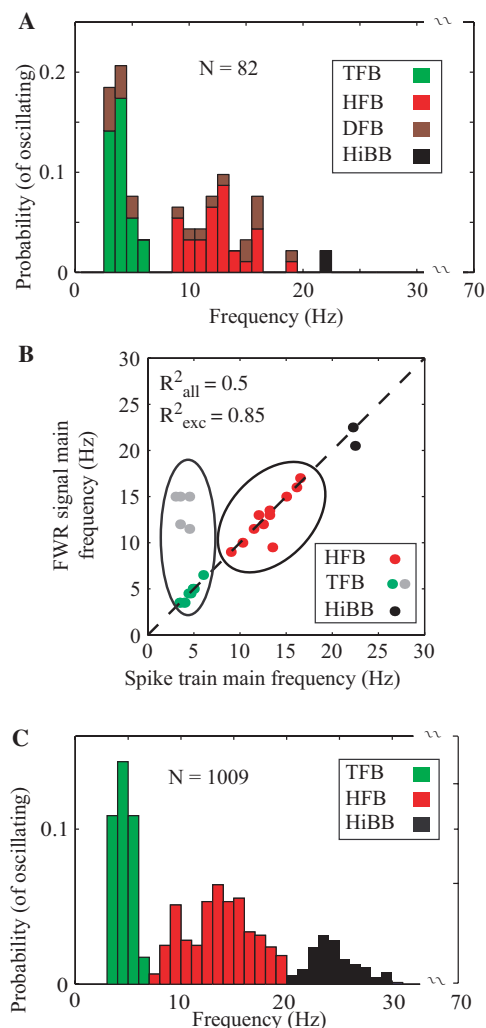 A
Probability (of oscillating)
0.2
0.1
0
N = 82
TFB
HFB
DFB
HiBB
0 10 20 30 70
Frequency (Hz)
B
FWR signal main
frequency (Hz)
30
25
20
15
10
5
0
R²all = 0.5
R²exc = 0.85
HFB
TFB
HiBB
0 5 10 15 20 25 30
Spike train main frequency (Hz)
C
Probability (of oscillating)
0.1
0
N = 1009
TFB
HFB
HiBB
0 10 20 30 70
Frequency (Hz)